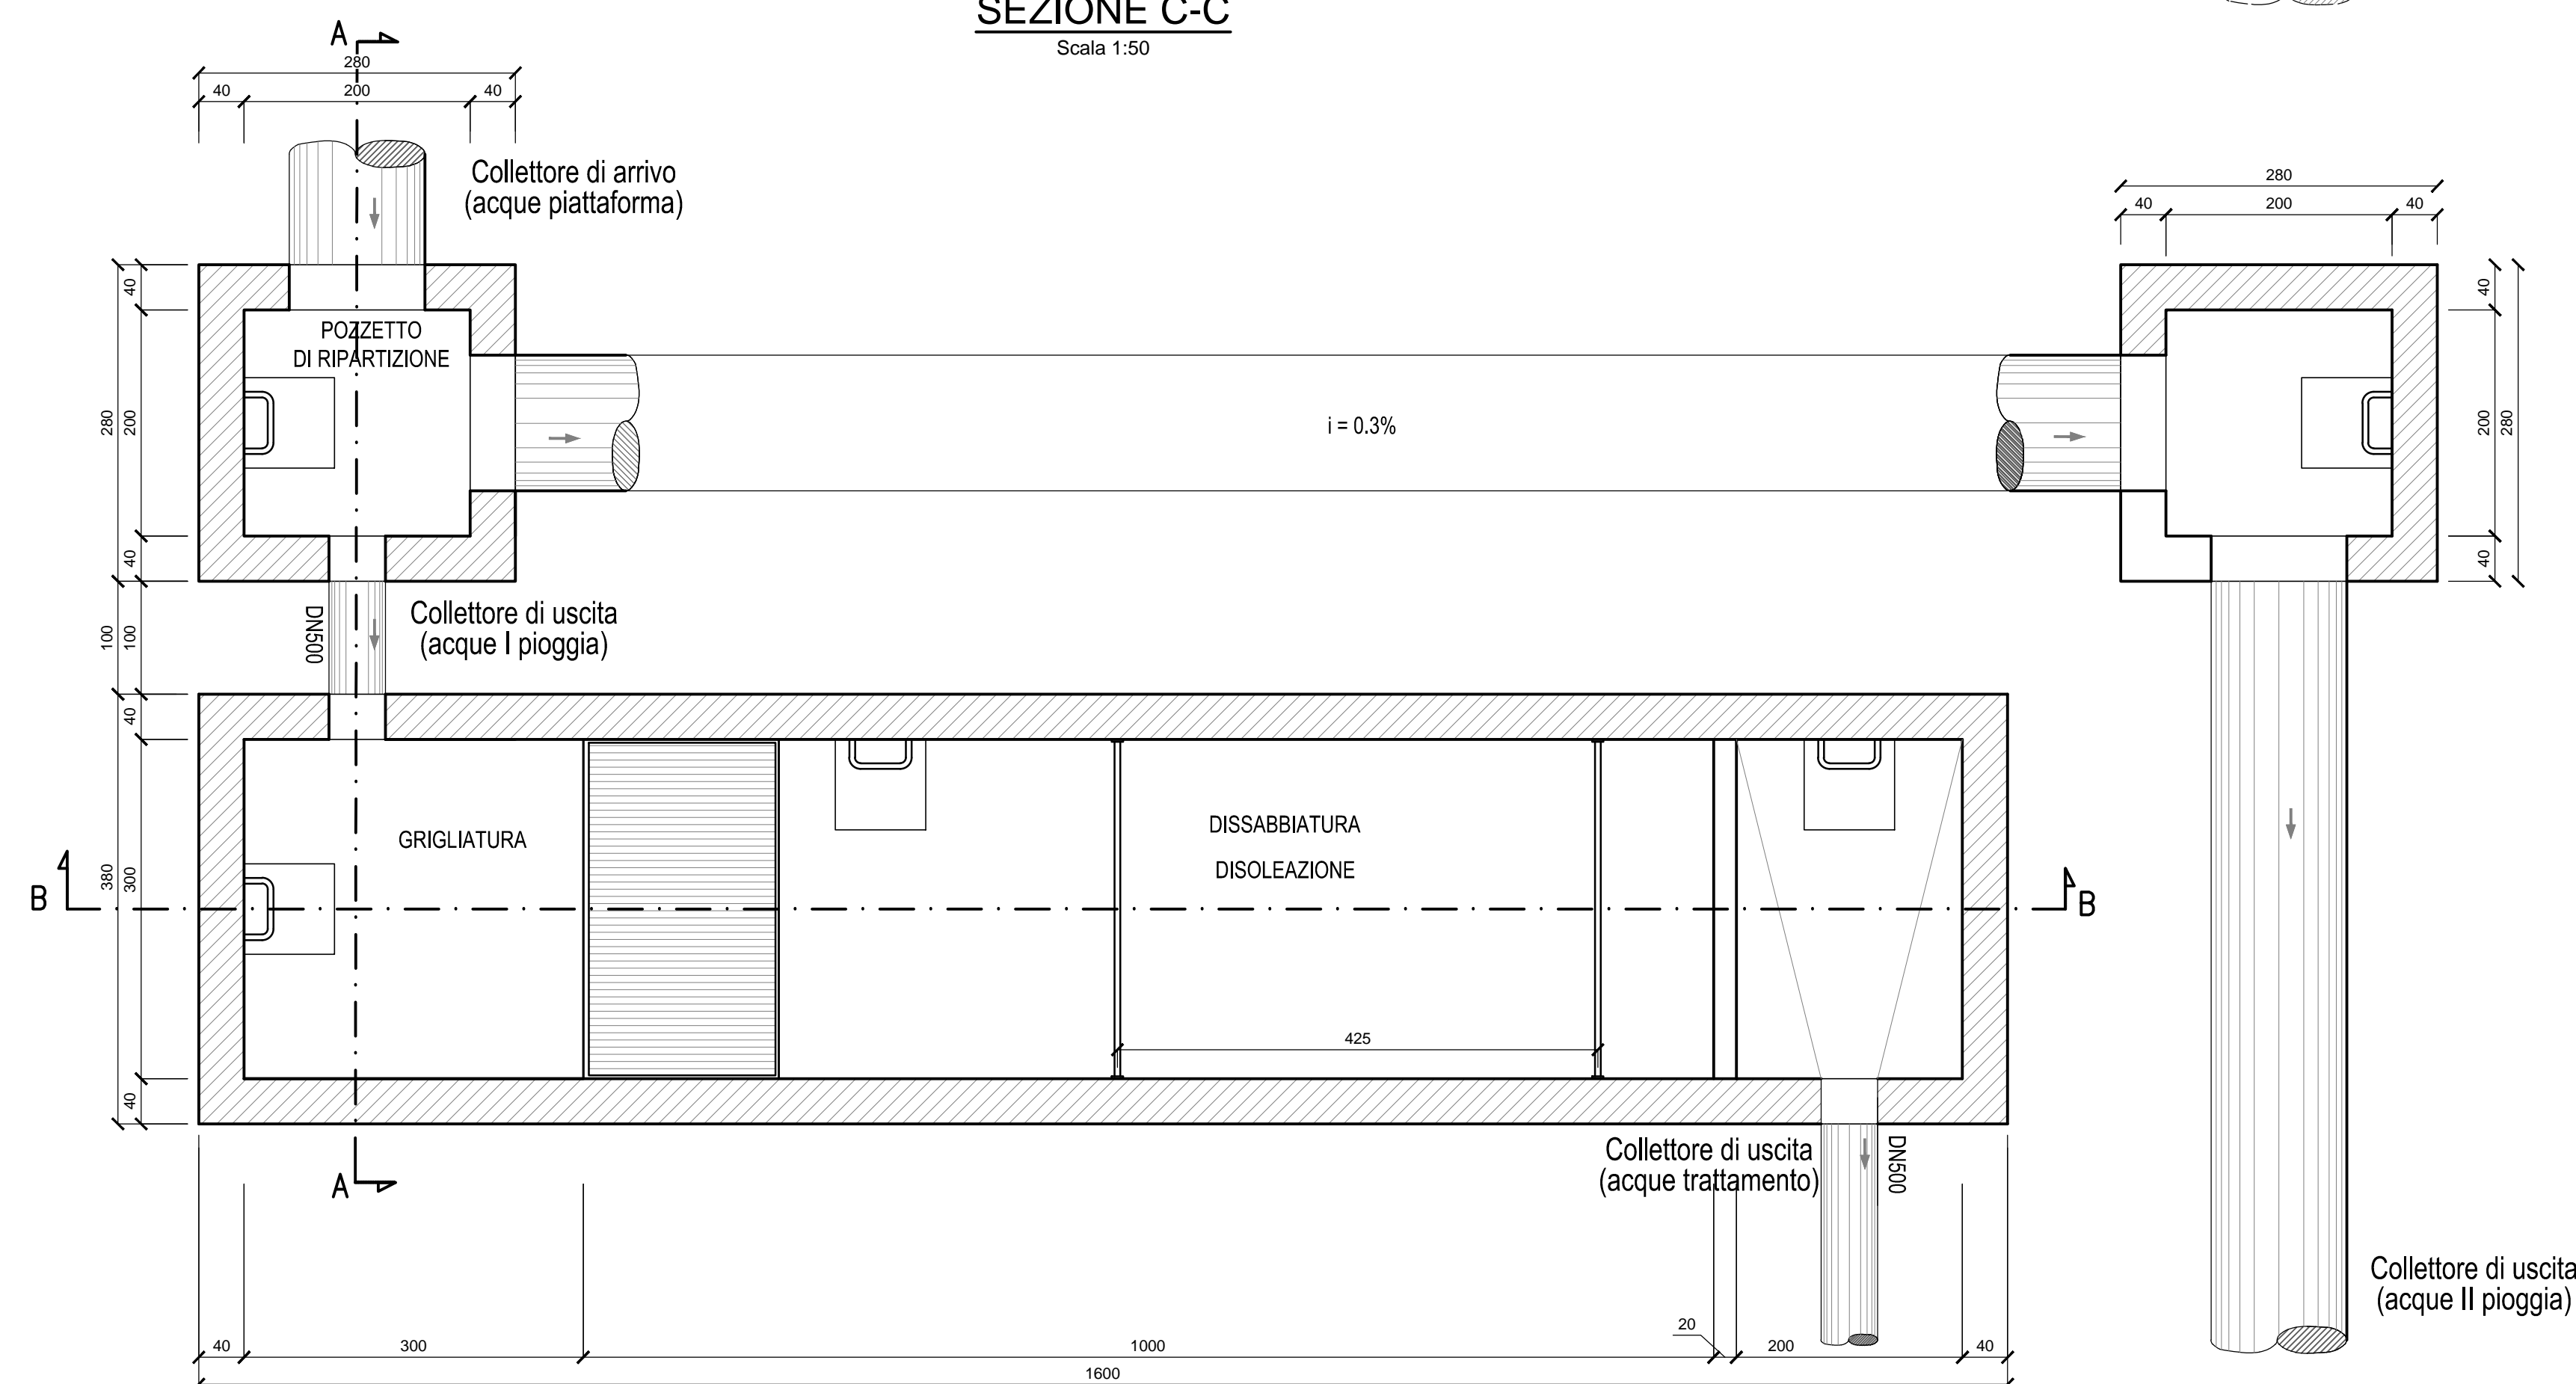 SEZIONE C-C
Scala 1:50
A
280
40 200 40
Collettore di arrivo
(acque piattaforma)
280
40 200 40
40
200
280
40
POZZETTO
DI RIPARTIZIONE
i = 0.3%
40
200
280
40
100
100
DN500
Collettore di uscita
(acque I pioggia)
40
300
380
40
GRIGLIATURA
DISSABBIATURA
DISOLEAZIONE
B
B
425
A
Collettore di uscita
(acque trattamento)
DN500
Collettore di uscita
(acque II pioggia)
40 300 1000 20 200 40
1600